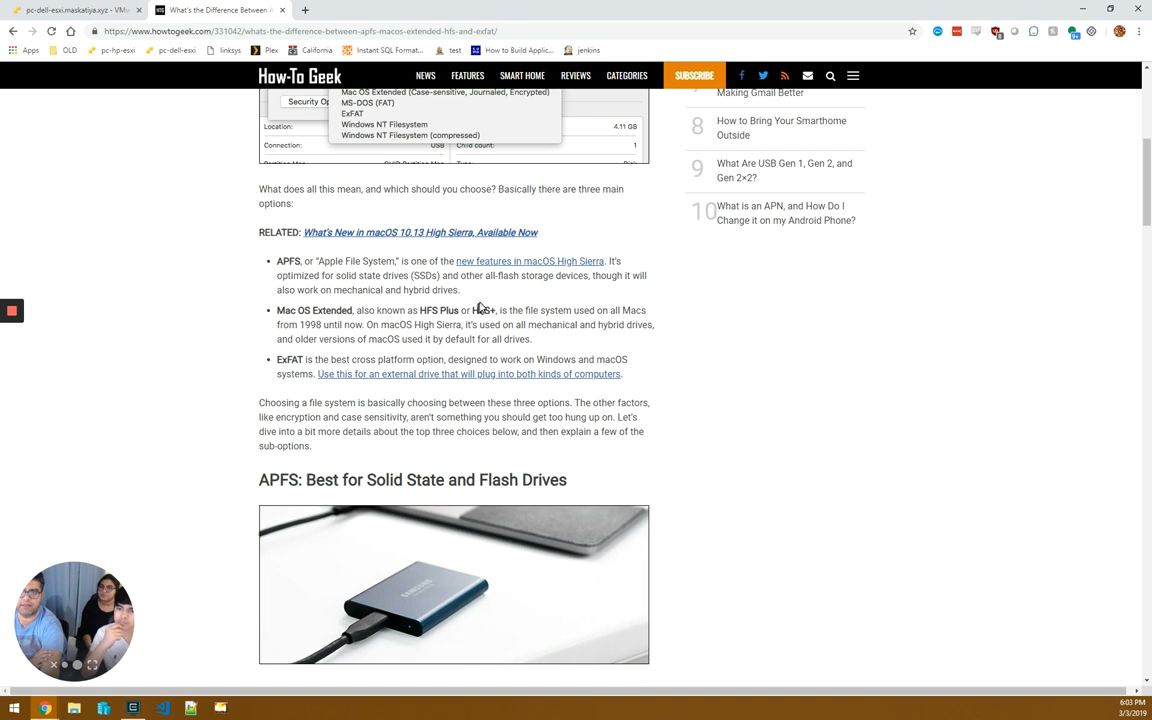 pc-dell-esxi.maskatiya.xyz - VMw
What's the Difference Between A
https://www.howtogeek.com/331042/whats-the-difference-between-apfs-macos-extended-hfs-and-exfat/
Apps
OLD
pc-hp-esxi
pc-dell-esxi
linksys
Plex
California
Instant SQL Format...
test
How to Build Applic...
jenkins
How-To Geek
NEWS
FEATURES
SMART HOME
REVIEWS
CATEGORIES
SUBSCRIBE
Mac OS Extended (Case-sensitive, Journaled, Encrypted)
Security Op
MS-DOS (FAT)
ExFAT
Windows NT Filesystem
Windows NT Filesystem (compressed)
Location:
4.11 GB
Connection:
USB
Child count:
1
What does all this mean, and which should you choose? Basically there are three main
options:
RELATED: What's New in macOS 10.13 High Sierra, Available Now
APFS, or “Apple File System,” is one of the new features in macOS High Sierra. It's
optimized for solid state drives (SSDs) and other all-flash storage devices, though it will
also work on mechanical and hybrid drives.
Mac OS Extended, also known as HFS Plus or HFS+, is the file system used on all Macs
from 1998 until now. On macOS High Sierra, it's used on all mechanical and hybrid drives,
and older versions of macOS used it by default for all drives.
ExFAT is the best cross platform option, designed to work on Windows and macOS
systems. Use this for an external drive that will plug into both kinds of computers.
Choosing a file system is basically choosing between these three options. The other factors,
like encryption and case sensitivity, aren't something you should get too hung up on. Let's
dive into a bit more details about the top three choices below, and then explain a few of the
sub-options.
APFS: Best for Solid State and Flash Drives
SAMSUNG
Making Gmail Better
8
How to Bring Your Smarthome
Outside
9
What Are USB Gen 1, Gen 2, and
Gen 2×2?
10
What is an APN, and How Do I
Change it on my Android Phone?
6:03 PM
3/3/2019